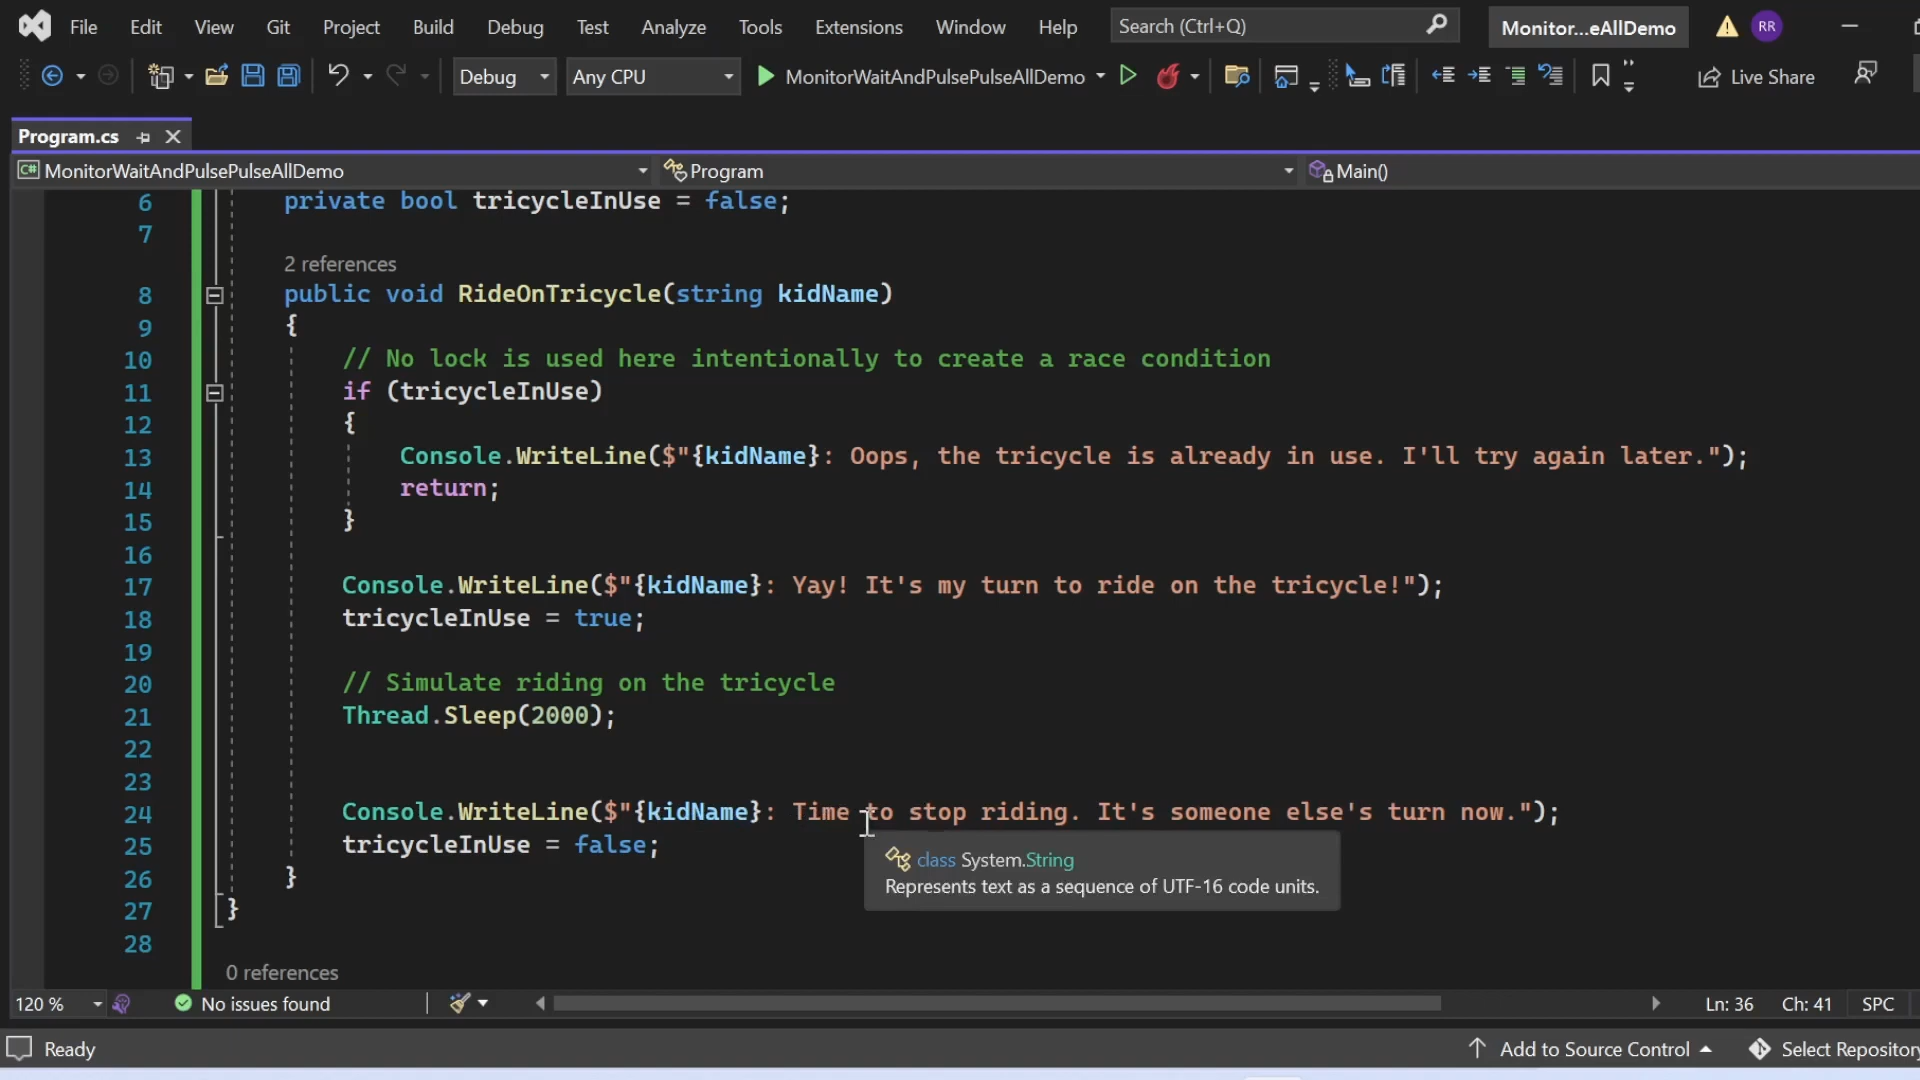 File Edit View Git Project Build Debug Test Analyze Tools Extensions Window Help Search (Ctrl+Q) Monitor...eAllDemo RR
Debug Any CPU MonitorWaitAndPulsePulseAllDemo Live Share
Program.cs
C# MonitorWaitAndPulsePulseAllDemo Program Main()
6 private bool tricycleInUse = false;
7
2 references
8 public void RideOnTricycle(string kidName)
9 {
10 // No lock is used here intentionally to create a race condition
11 if (tricycleInUse)
12 {
13 Console.WriteLine($"{kidName}: Oops, the tricycle is already in use. I'll try again later.");
14 return;
15 }
16
17 Console.WriteLine($"{kidName}: Yay! It's my turn to ride on the tricycle!");
18 tricycleInUse = true;
19
20 // Simulate riding on the tricycle
21 Thread.Sleep(2000);
22
23
24 Console.WriteLine($"{kidName}: Time to stop riding. It's someone else's turn now.");
25 tricycleInUse = false;
class System.String
26 }
Represents text as a sequence of UTF-16 code units.
27 }
28
0 references
120 % No issues found Ln: 36 Ch: 41 SPC
Ready Add to Source Control Select Repository